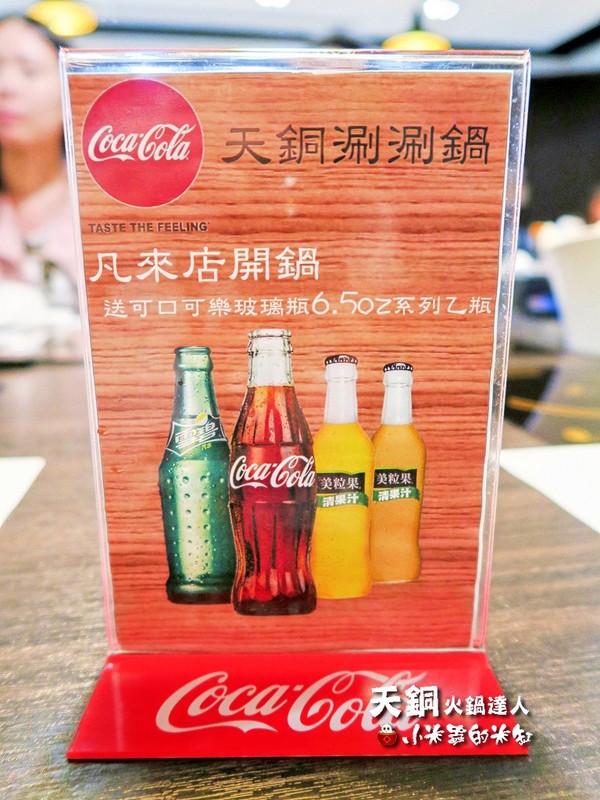 Coca-Cola
天銅涮涮鍋
TASTE THE FEELING
凡來店開鍋
送可口可樂玻璃瓶6.5oz系列乙瓶
雪碧
Coca-Cola
美粒果
清果汁
美粒果
清果汁
Coca-Cola
天銅火鍋達人
小米蟲的米缸